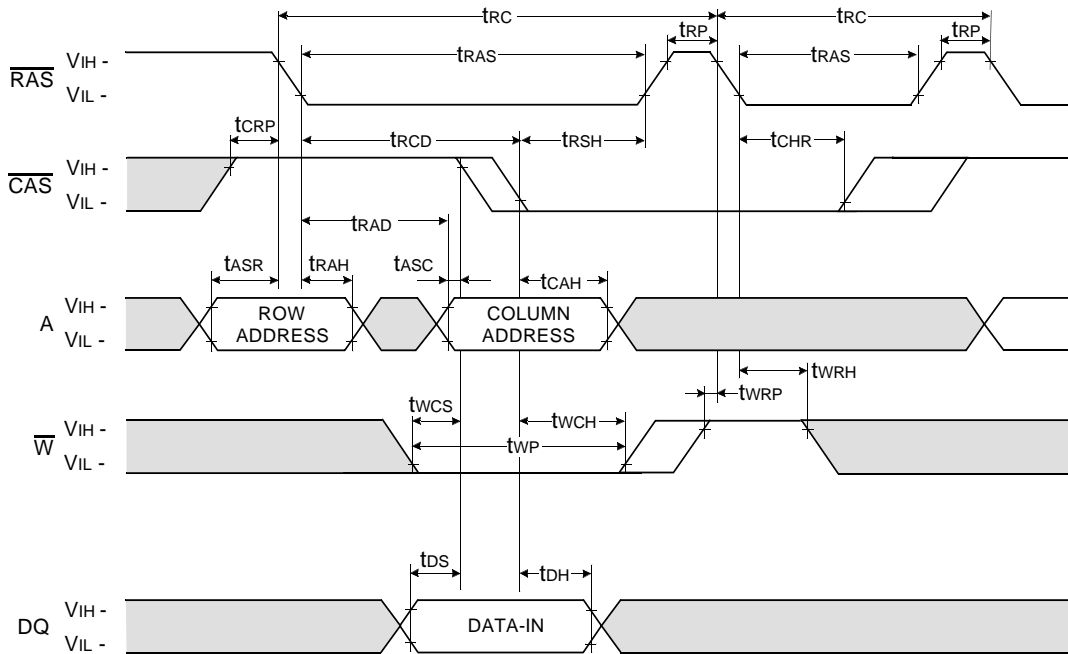 tRC tRC
tRP tRP
tRAS tRAS
RAS VIH -
VIL -
tCRP tRCD tRSH tCHR
CAS VIH -
VIL -
tRAD
tASR tRAH tASC tCAH
A VIH -
VIL -
ROW
ADDRESS
COLUMN
ADDRESS
tWRH
tWRP
tWCS tWCH
tWP
W VIH -
VIL -
tDS tDH
DQ VIH -
VIL -
DATA-IN